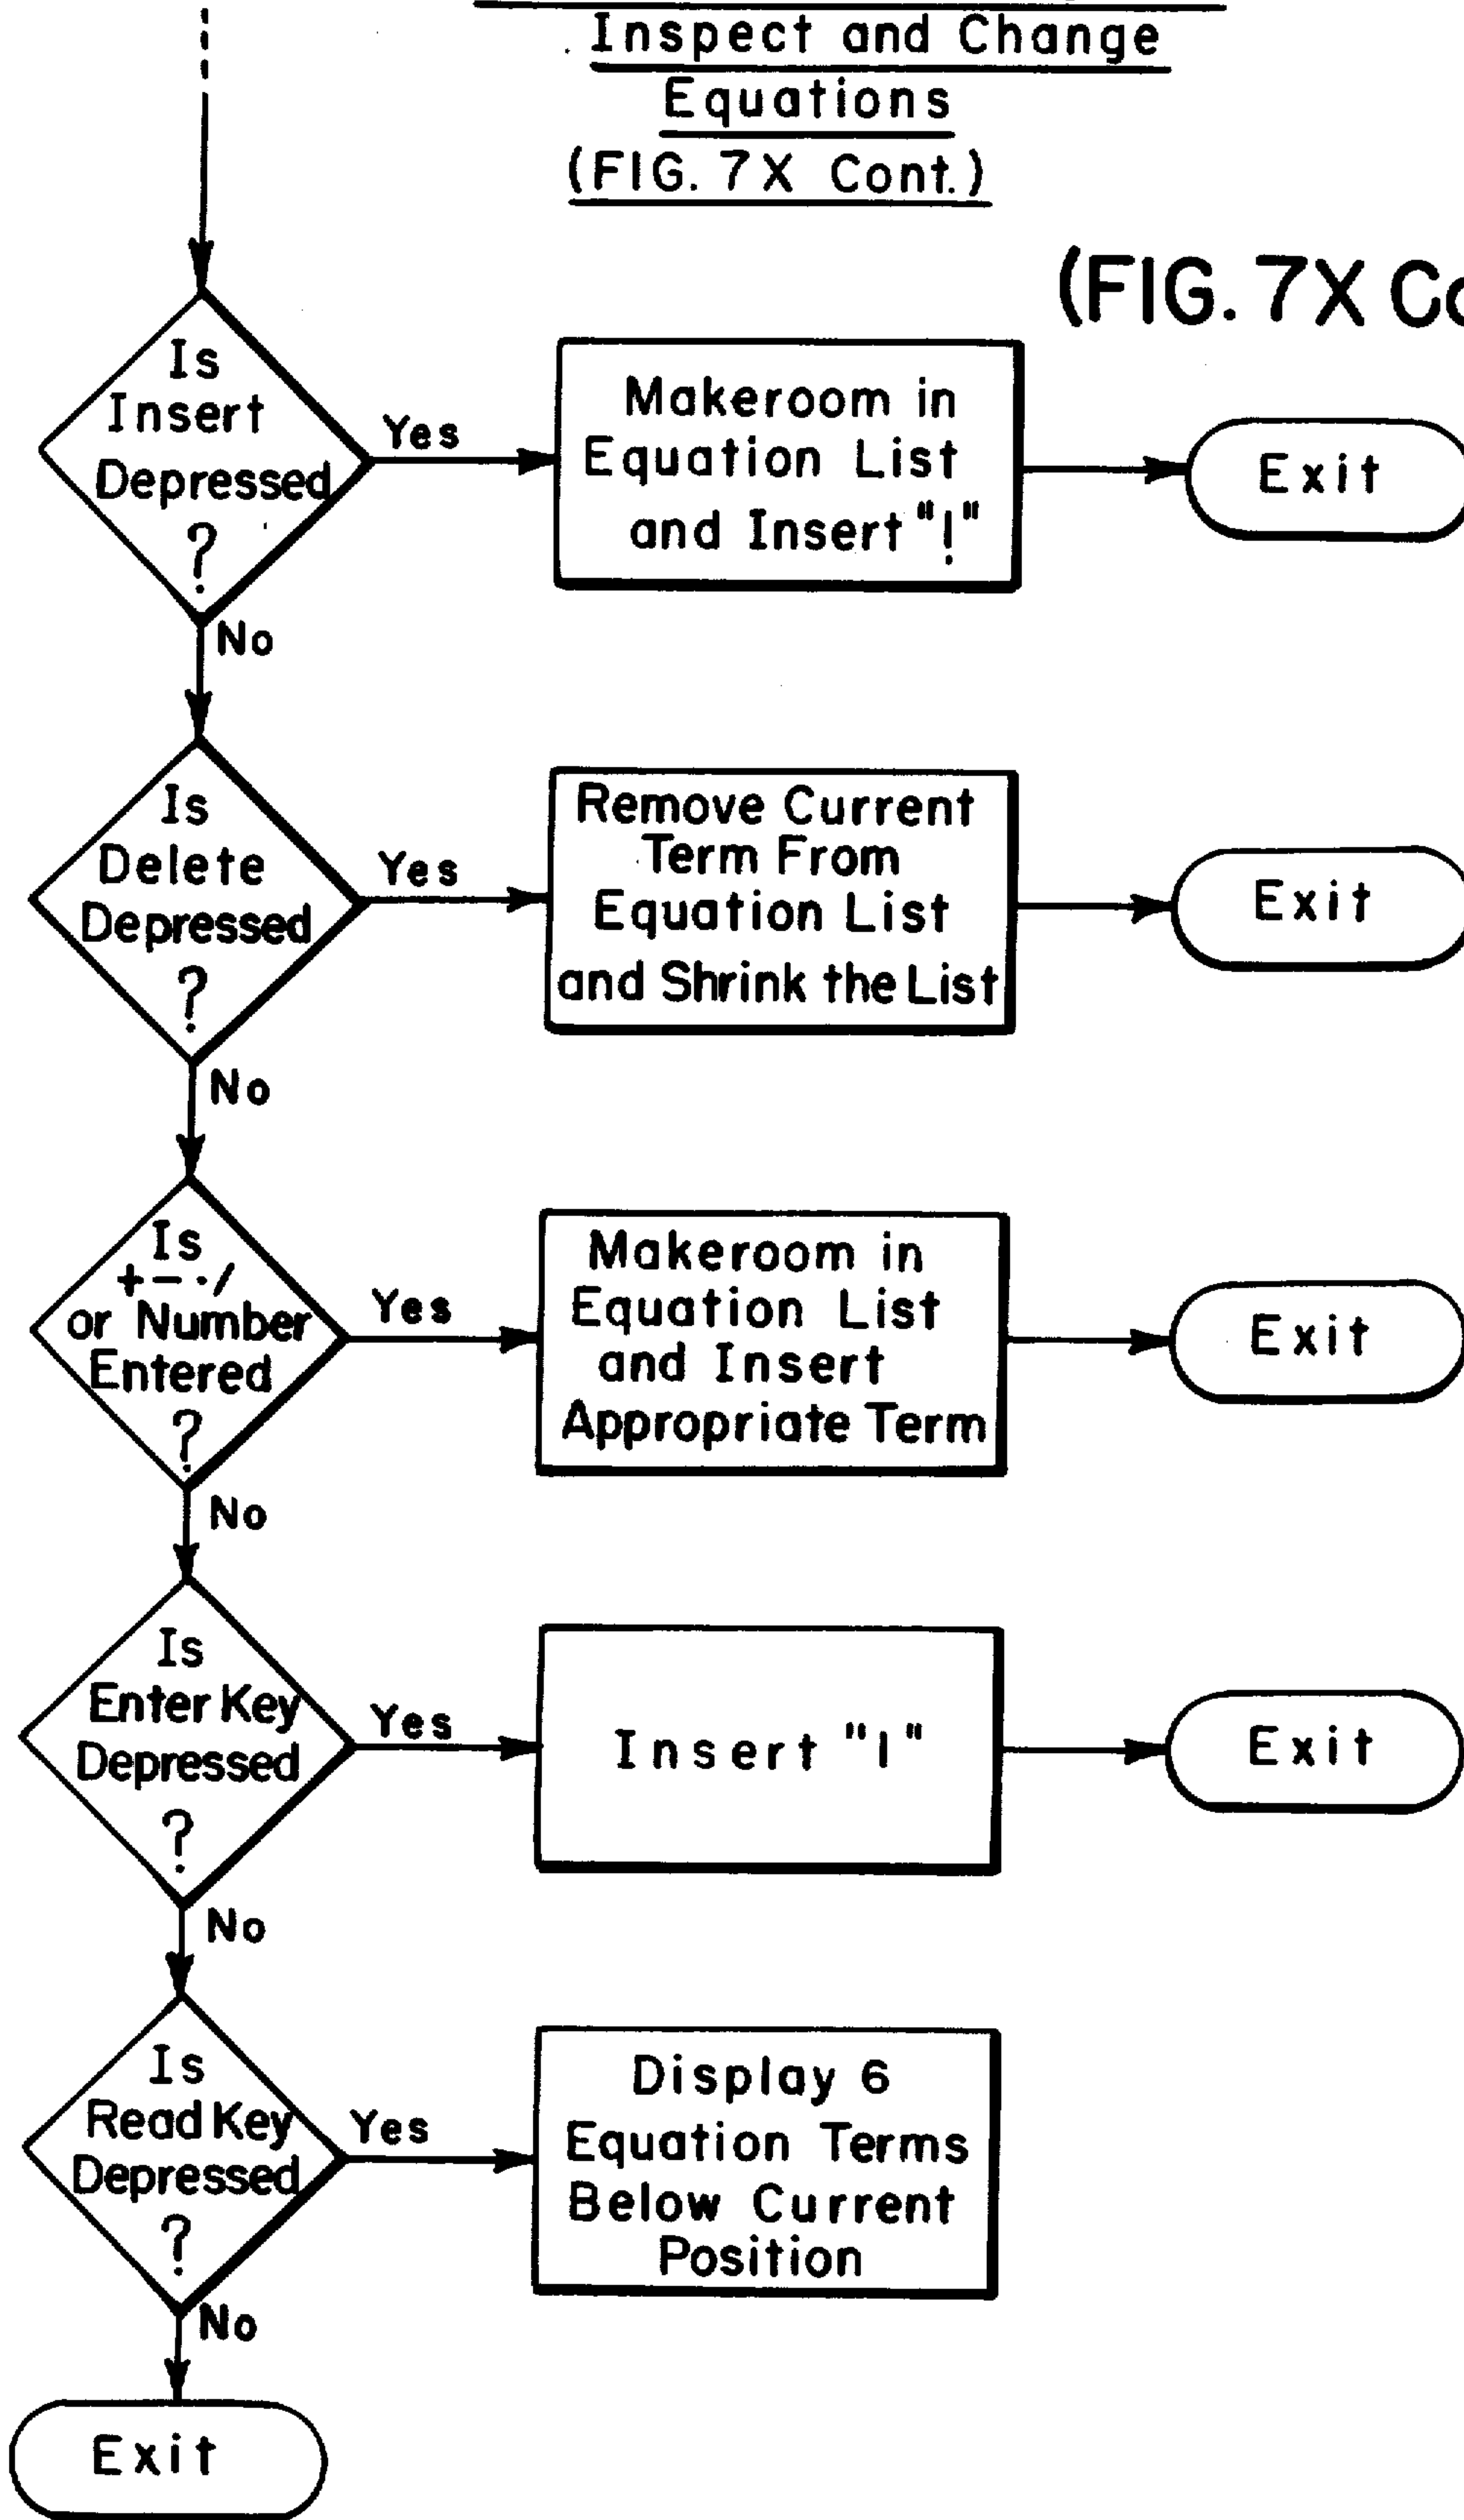 Inspect and Change
Equations
(FIG. 7X Cont.)
(FIG. 7X Co
Is
Insert
Depressed
?
Yes
Makeroom in
Equation List
and Insert "!"
Exit
No
Is
Delete
Depressed
?
Yes
Remove Current
Term From
Equation List
and Shrink the List
Exit
No
Is
+ - · /
or Number
Entered
?
Yes
Makeroom in
Equation List
and Insert
Appropriate Term
Exit
No
Is
Enter Key
Depressed
?
Yes
Insert "I"
Exit
No
Is
Read Key
Depressed
?
Yes
Display 6
Equation Terms
Below Current
Position
No
Exit